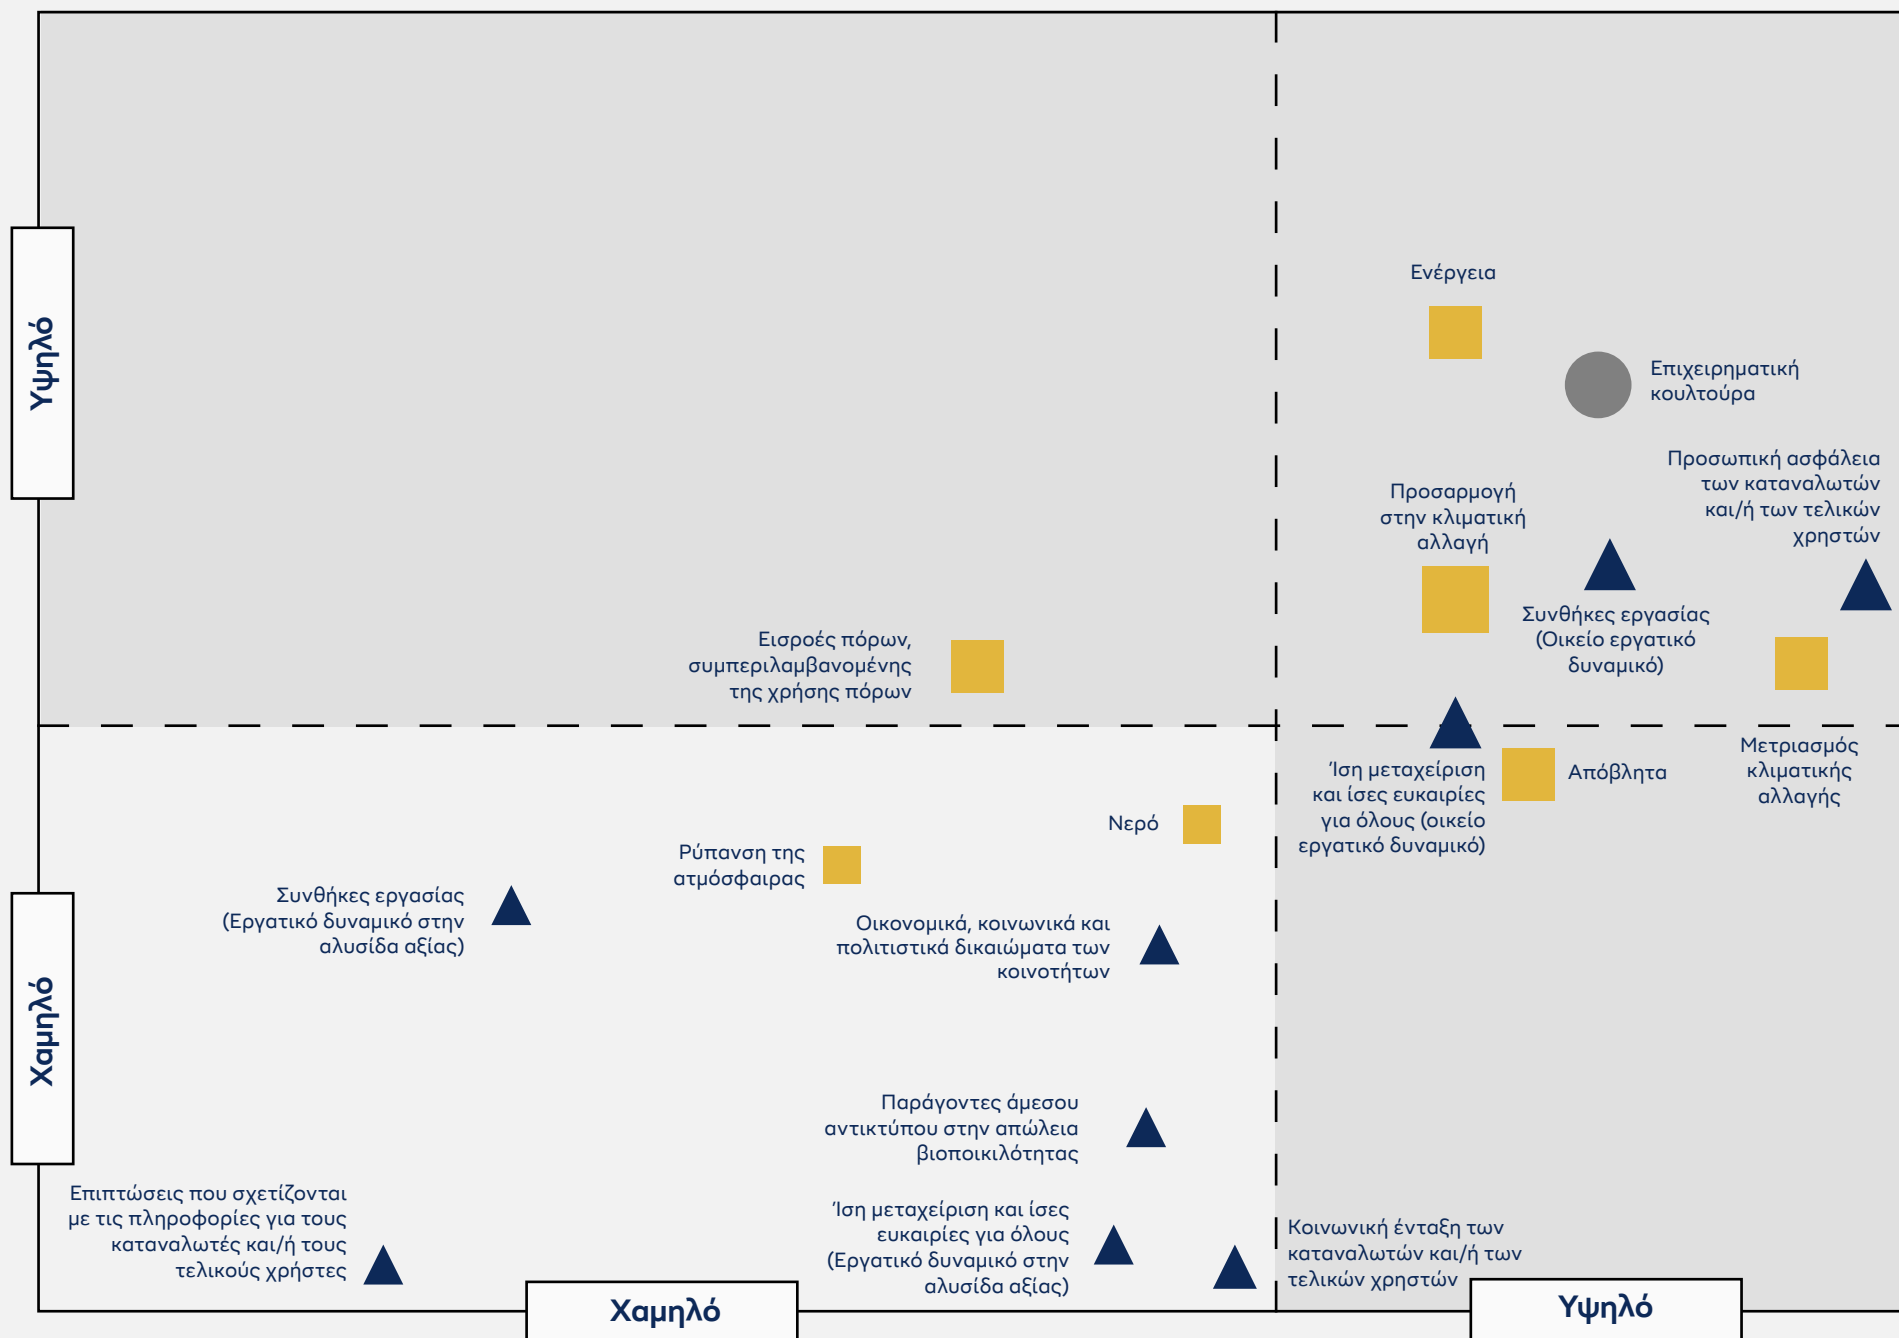 Υψηλό
Ενέργεια
Επιχειρηματική
κουλτούρα
Προσωπική ασφάλεια
των καταναλωτών
και/ή των τελικών
χρηστών
Προσαρμογή
στην κλιματική
αλλαγή
Συνθήκες εργασίας
(Οικείο εργατικό
δυναμικό)
Εισροές πόρων,
συμπεριλαμβανομένης
της χρήσης πόρων
Μετριασμός
κλιματικής
αλλαγής
Ίση μεταχείριση
και ίσες ευκαιρίες
για όλους (οικείο
εργατικό δυναμικό)
Απόβλητα
Νερό
Ρύπανση της
ατμόσφαιρας
Χαμηλό
Συνθήκες εργασίας
(Εργατικό δυναμικό στην
αλυσίδα αξίας)
Οικονομικά, κοινωνικά και
πολιτιστικά δικαιώματα των
κοινοτήτων
Παράγοντες άμεσου
αντικτύπου στην απώλεια
βιοποικιλότητας
Επιπτώσεις που σχετίζονται
με τις πληροφορίες για τους
καταναλωτές και/ή τους
τελικούς χρήστες
Ίση μεταχείριση και ίσες
ευκαιρίες για όλους
(Εργατικό δυναμικό στην
αλυσίδα αξίας)
Κοινωνική ένταξη των
καταναλωτών και/ή των
τελικών χρηστών
Χαμηλό
Υψηλό